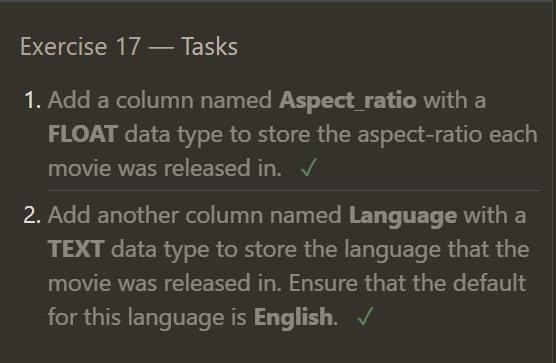 Exercise 17 — Tasks
1. Add a column named Aspect_ratio with a
FLOAT data type to store the aspect-ratio each
movie was released in. ✓
2. Add another column named Language with a
TEXT data type to store the language that the
movie was released in. Ensure that the default
for this language is English. ✓